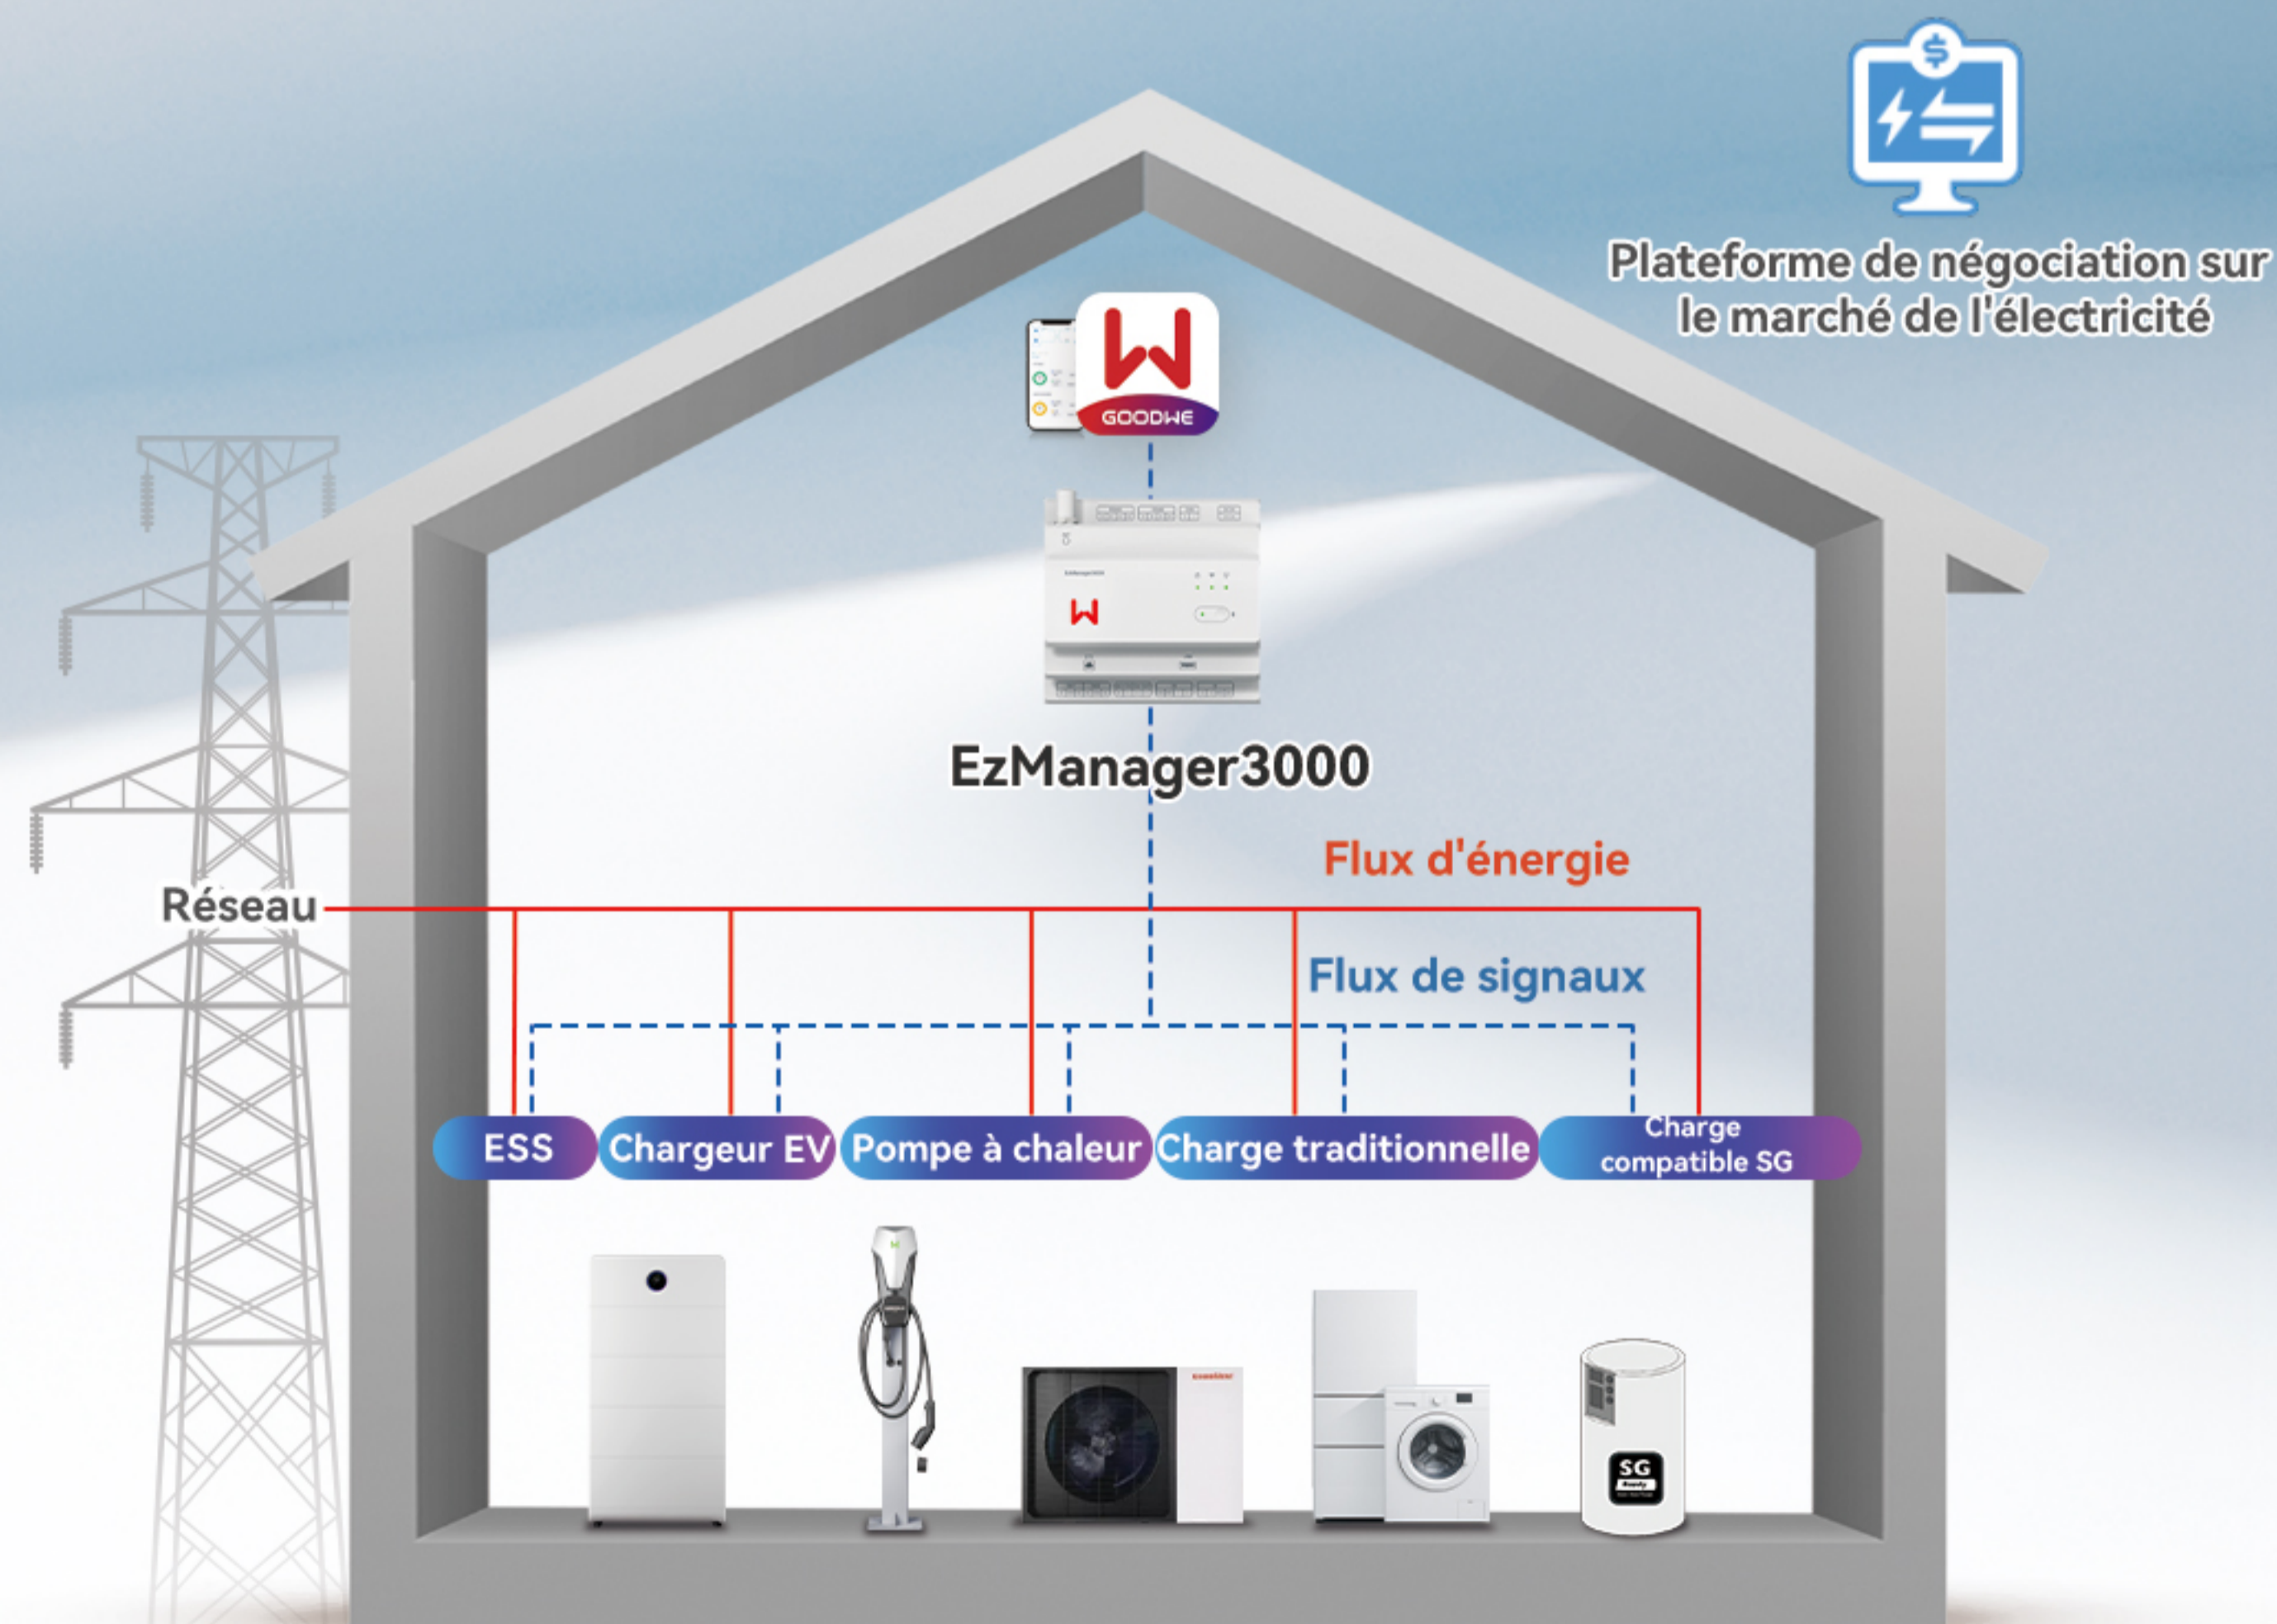 Plateforme de négociation sur
le marché de l'électricité
GOODWE
EzManager3000
Flux d'énergie
Réseau
Flux de signaux
ESS
Chargeur EV
Pompe à chaleur
Charge traditionnelle
Charge
compatible SG
SG
Ready